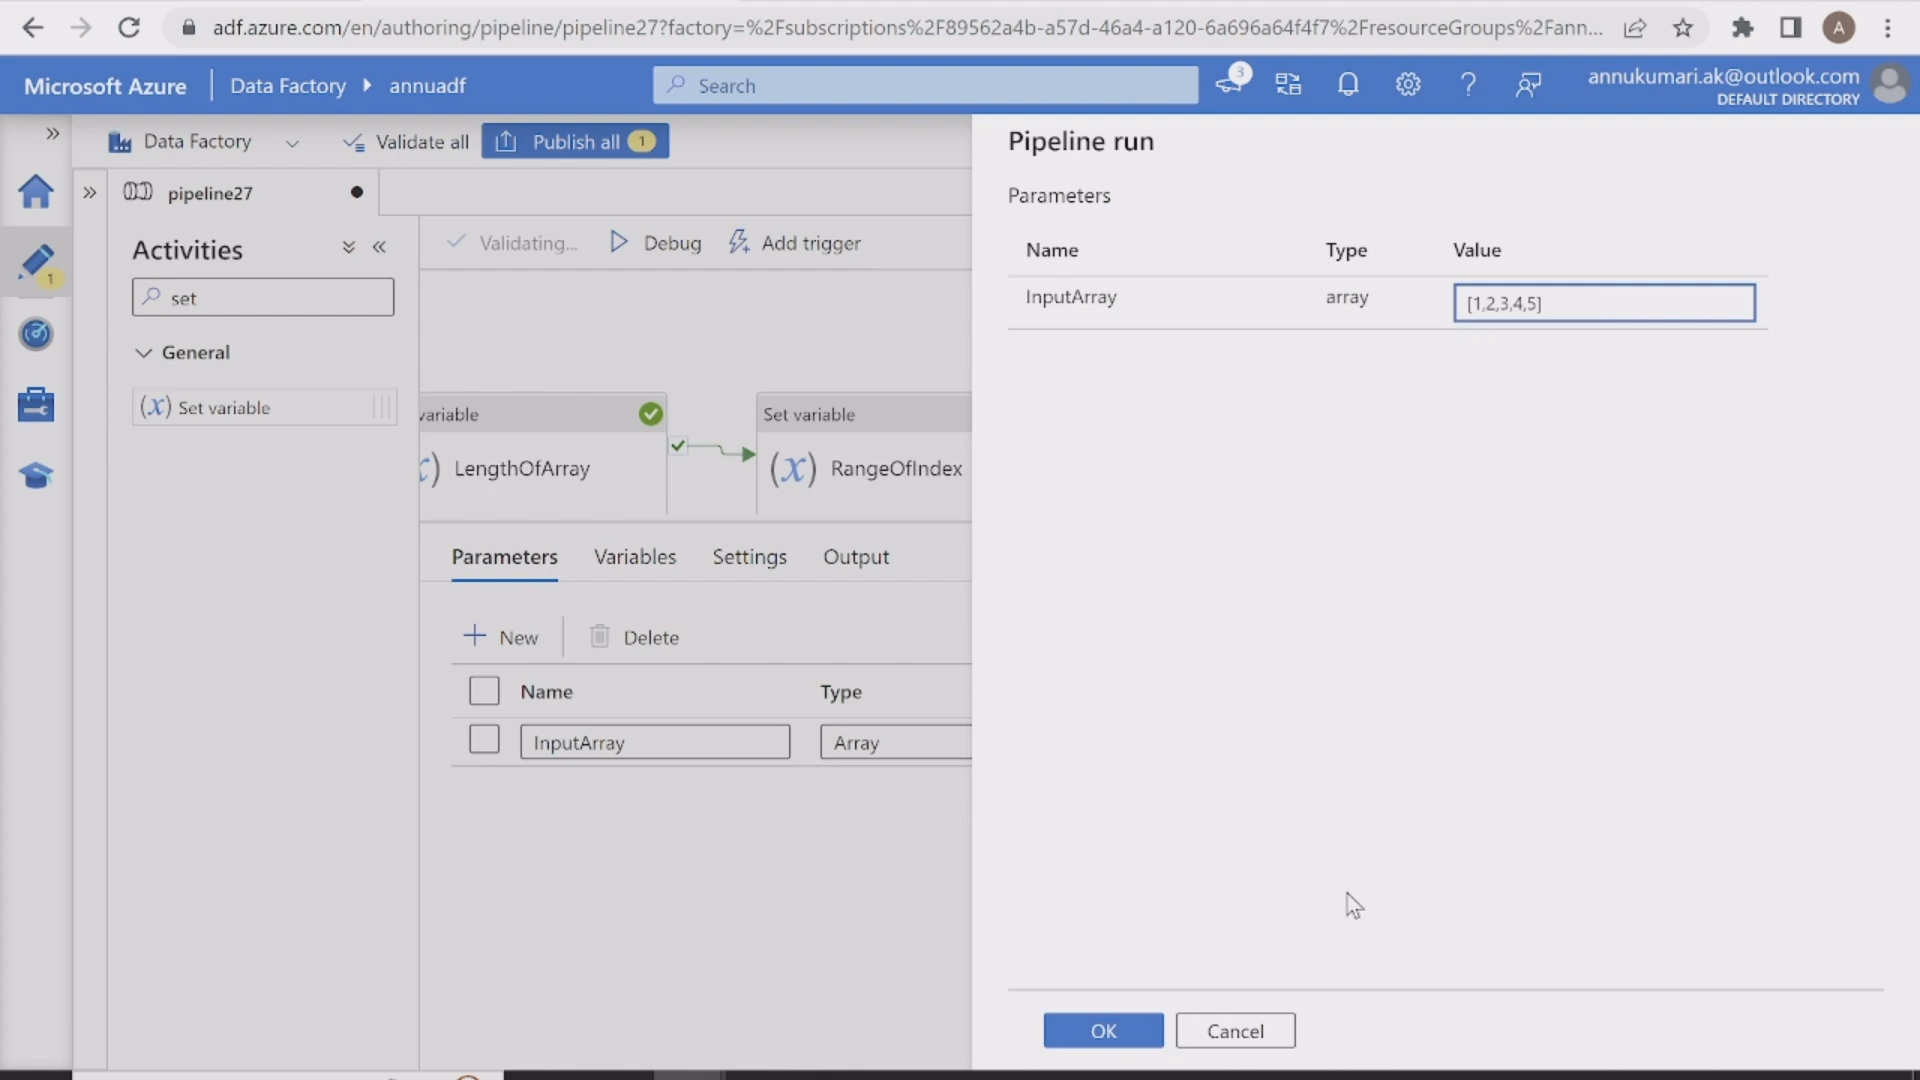 adf.azure.com/en/authoring/pipeline/pipeline27?factory=%2Fsubscriptions%2F89562a4b-a57d-46a4-a120-6a696a64f4f7%2FresourceGroups%2Fann...
A
Microsoft Azure
Data Factory
annuadf
Search
3
annukumari.ak@outlook.com
DEFAULT DIRECTORY
Data Factory
Validate all
Publish all 1
pipeline27
Activities
set
General
(x) Set variable
1
Validating...
Debug
Add trigger
variable
Set variable
x) LengthOfArray
(x) RangeOfIndex
Parameters
Variables
Settings
Output
New
Delete
Name
Type
InputArray
Array
Pipeline run
Parameters
Name
Type
Value
InputArray
array
[1,2,3,4,5]
OK
Cancel